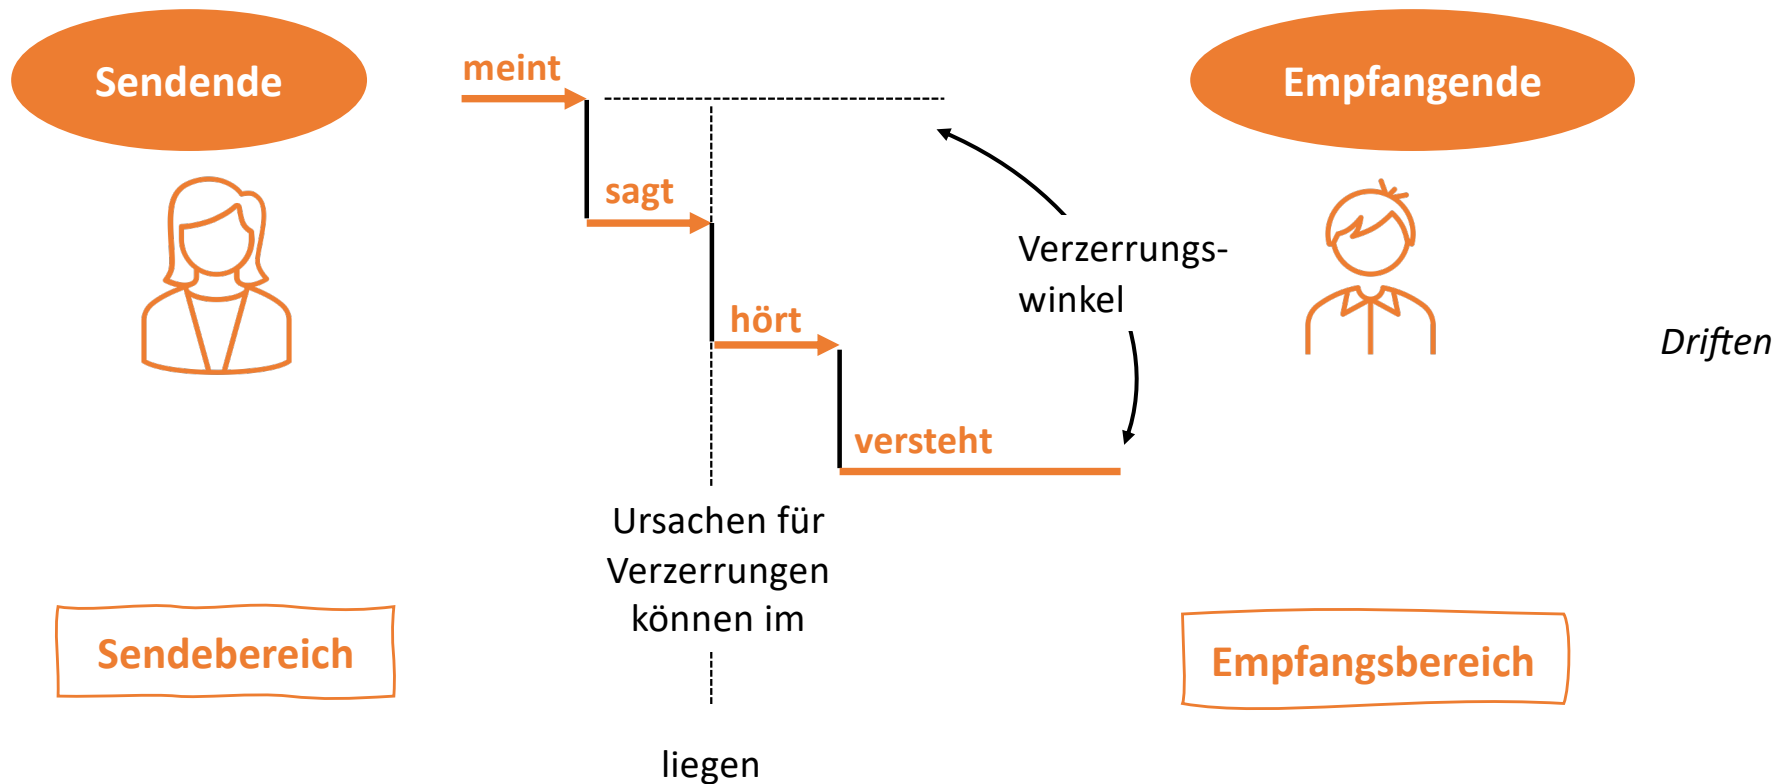 Sendende
meint
Empfangende
sagt
Verzerrungs-
winkel
hört
Driften
versteht
Ursachen für
Verzerrungen
können im
Sendebereich
Empfangsbereich
liegen